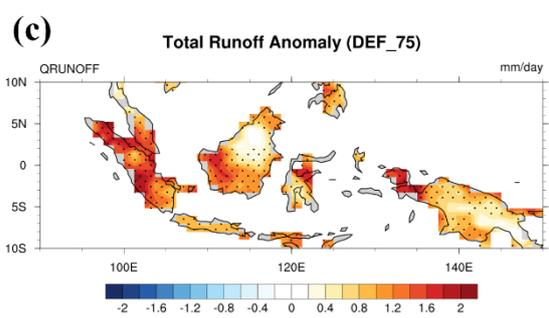 (c)
Total Runoff Anomaly (DEF_75)
QRUNOFF mm/day
10N
5N
0
5S
10S
100E 120E 140E
-2 -1.6 -1.2 -0.8 -0.4 0 0.4 0.8 1.2 1.6 2